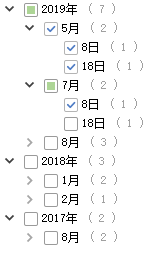 2019年 (7)
5月 (2)
8日 (1)
18日 (1)
7月 (2)
8日 (1)
18日 (1)
8月 (3)
2018年 (3)
1月 (2)
2月 (1)
2017年 (2)
8月 (2)